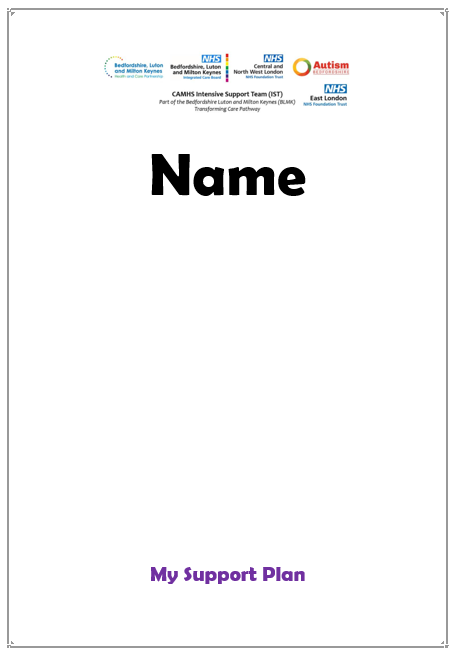 Bedfordshire, Luton
and Milton Keynes
Health and Care Partnership
NHS
Bedfordshire, Luton
and Milton Keynes
Integrated Care Board
NHS
Central and
North West London
NHS Foundation Trust
Autism
BEDFORDSHIRE
NHS
East London
NHS Foundation Trust
CAMHS Intensive Support Team (IST)
Part of the Bedfordshire Luton and Milton Keynes (BLMK)
Transforming Care Pathway
Name
My Support Plan